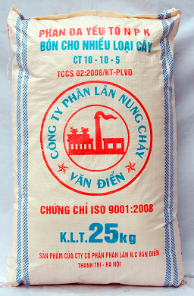 PHÂN ĐA YẾU TỐ N P K
BÓN CHO NHIỀU LOẠI CÂY
CT 10 - 10 - 5
TCCS 02:2008/KT-PLVĐ
CÔNG TY PHÂN LÂN NUNG CHẢY
VĂN ĐIỂN
CHỨNG CHỈ ISO 9001:2008
K.L.T. 25kg
SẢN PHẨM CỦA CTY CỔ PHẦN PHÂN LÂN N.C VĂN ĐIỂN
THANH TRÌ - HÀ NỘI